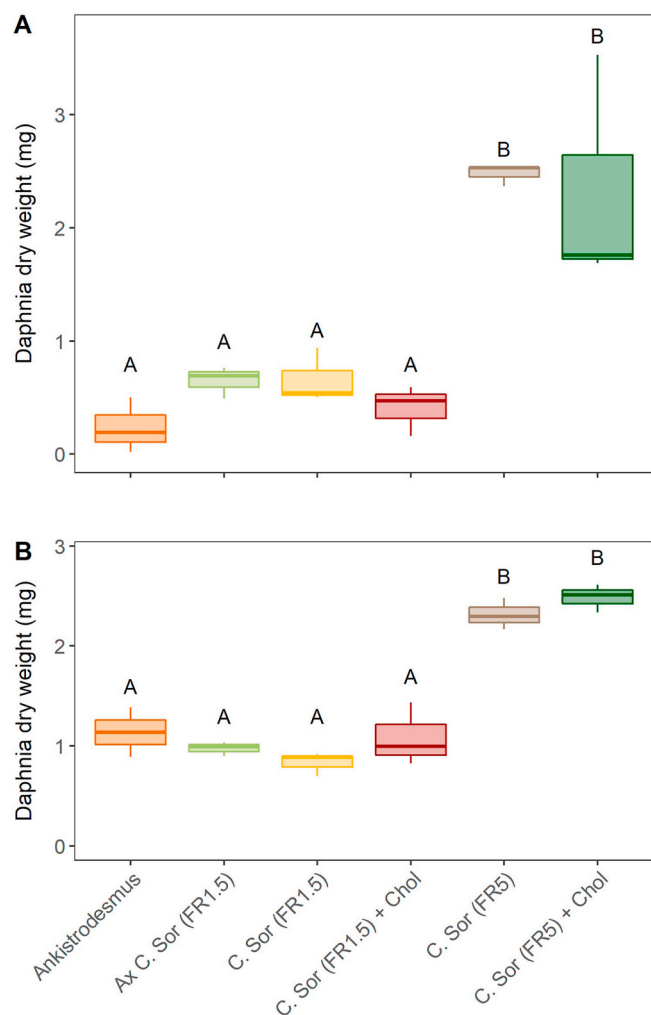 A
Daphnia dry weight (mg)
3
2
1
0
A
A
A
A
B
B
B
Daphnia dry weight (mg)
3
2
1
0
A
A
A
A
B
B
Ankistrodesmus
Ax C. Sor (FR1.5)
C. Sor (FR1.5)
C. Sor (FR1.5) + Chol
C. Sor (FR5)
C. Sor (FR5) + Chol